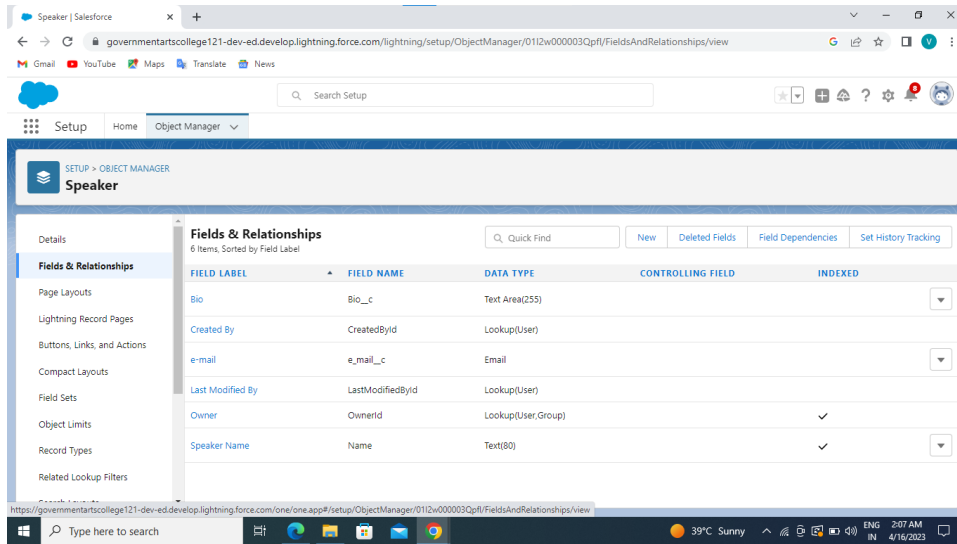 Speaker | Salesforce
governmentartscollege121-dev-ed.develop.lightning.force.com/lightning/setup/ObjectManager/01I2w000003Qpfl/FieldsAndRelationships/view
G
V
Gmail YouTube Maps Translate News
Search Setup
8
Setup Home Object Manager
SETUP > OBJECT MANAGER
Speaker
Details
Fields & Relationships
Page Layouts
Lightning Record Pages
Buttons, Links, and Actions
Compact Layouts
Field Sets
Object Limits
Record Types
Related Lookup Filters
Search Layouts
Fields & Relationships
6 Items, Sorted by Field Label
Quick Find
New Deleted Fields Field Dependencies Set History Tracking
FIELD LABEL FIELD NAME DATA TYPE CONTROLLING FIELD INDEXED
Bio Bio__c Text Area(255)
Created By CreatedById Lookup(User)
e-mail e_mail__c Email
Last Modified By LastModifiedById Lookup(User)
Owner OwnerId Lookup(User,Group)
Speaker Name Name Text(80)
https://governmentartscollege121-dev-ed.develop.lightning.force.com/one/one.app#/setup/ObjectManager/01I2w000003Qpfl/FieldsAndRelationships/view
Type here to search
39°C Sunny
ENG
IN
2:07 AM
4/16/2023